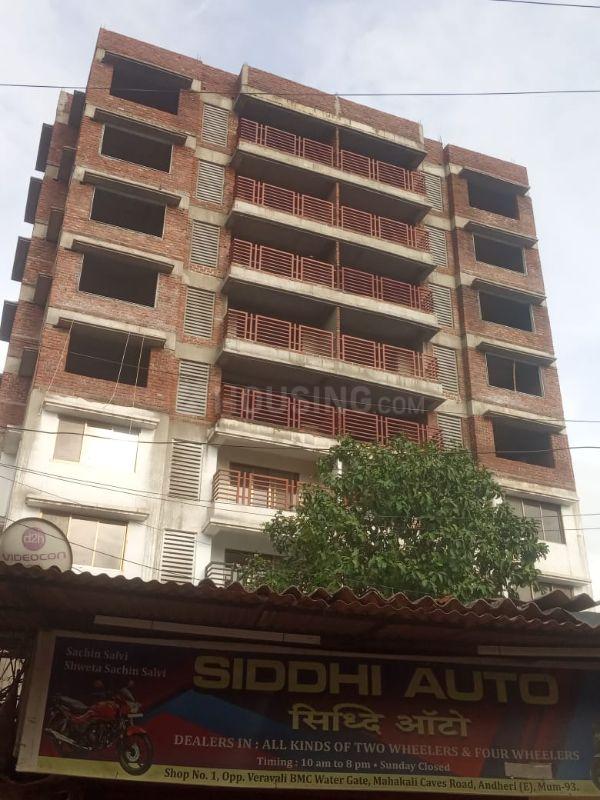 HOUSING.COM
d2h
VIDEOCON
Sachin Salvi
Shweta Sachin Salvi
SIDDHI AUTO
सिध्दि ऑटो
DEALERS IN : ALL KINDS OF TWO WHEELERS & FOUR WHEELERS
Timing : 10 am to 8 pm • Sunday Closed
Shop No. 1, Opp. Veravali BMC Water Gate, Mahakali Caves Road, Andheri (E), Mum-93.